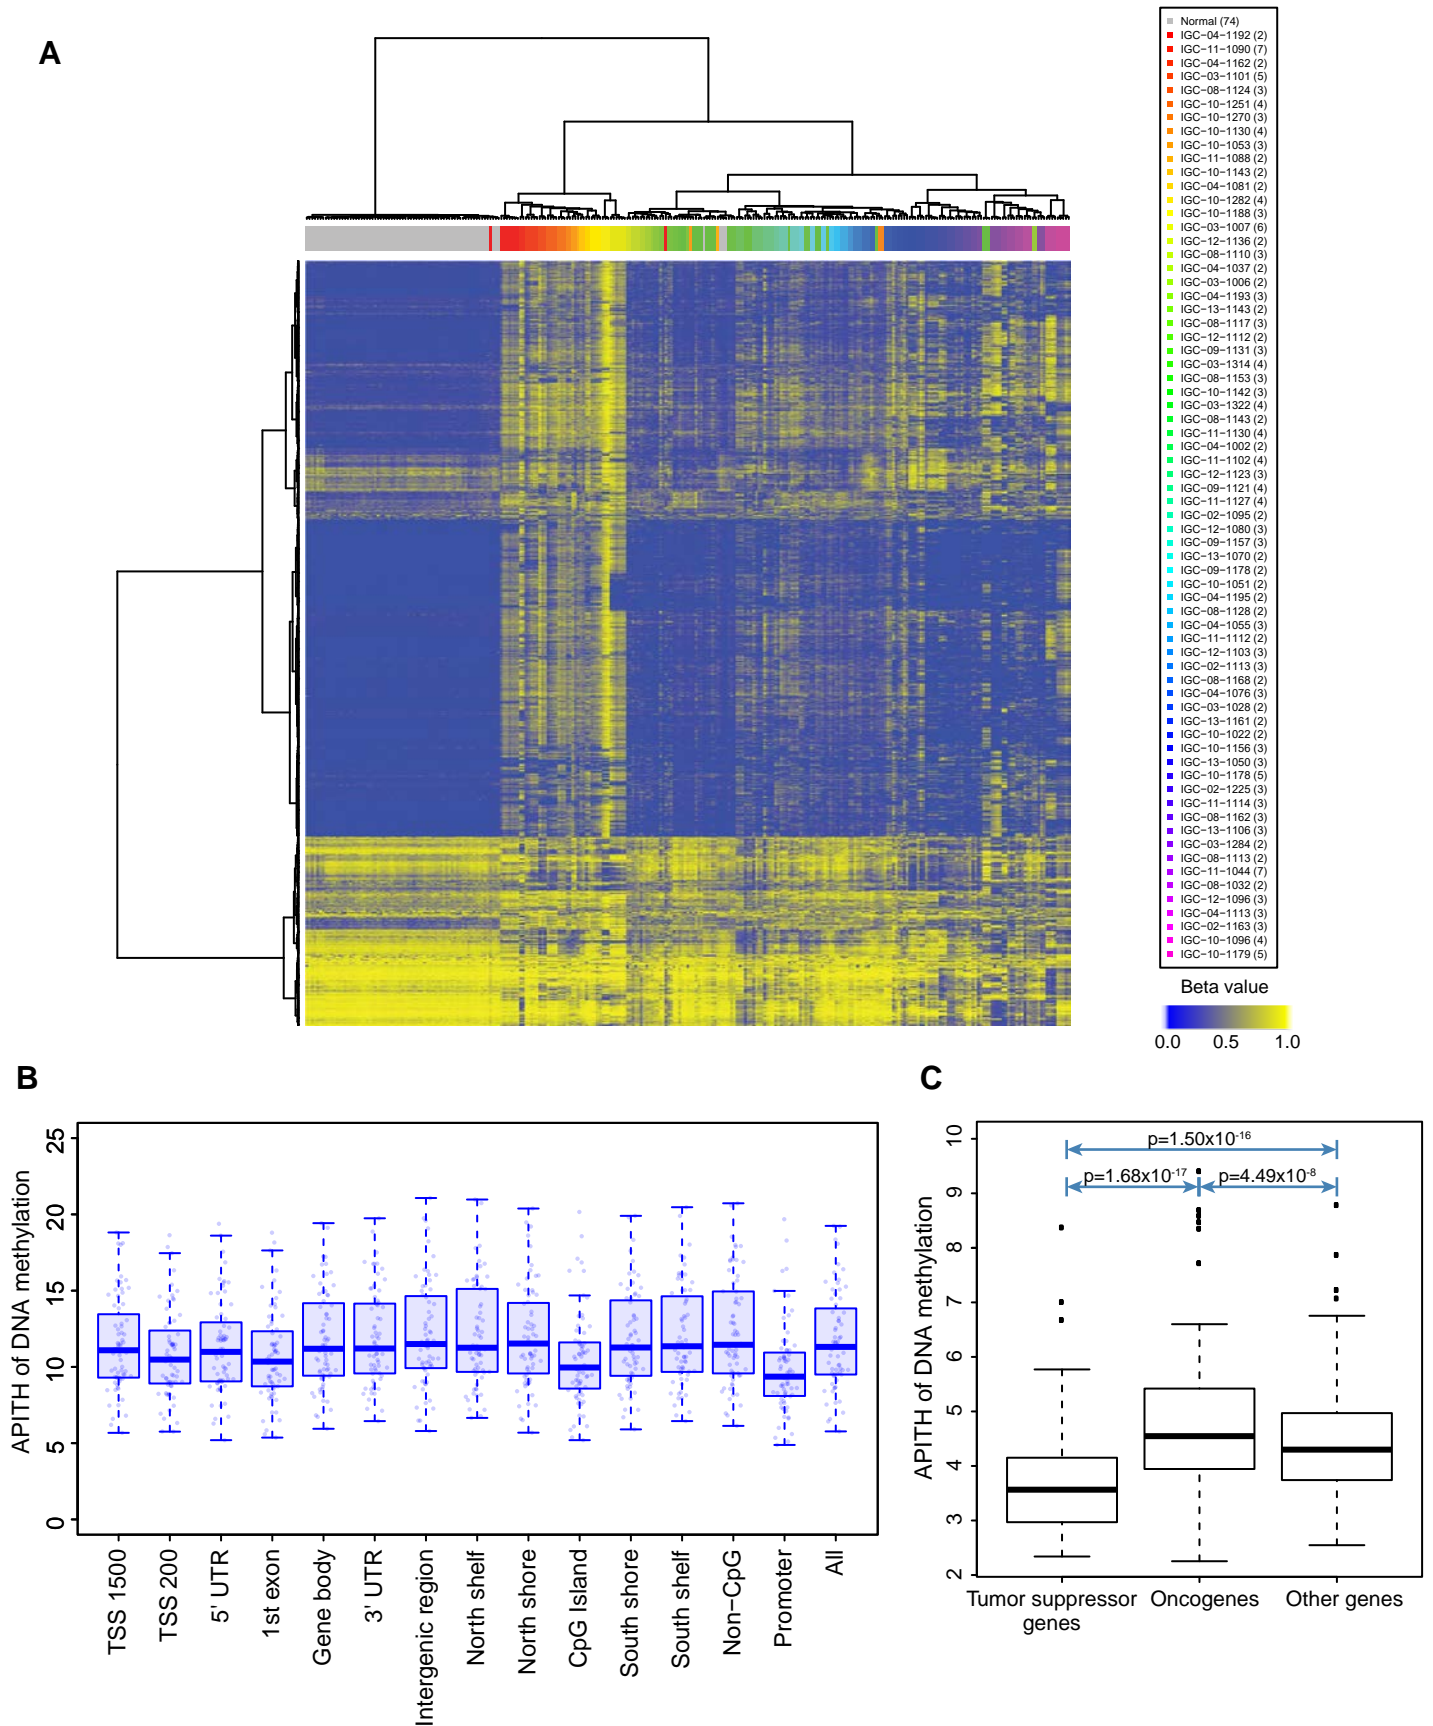 A
Normal (74)
IGC−04−1192 (2)
IGC−11−1090 (7)
IGC−04−1162 (2)
IGC−03−1101 (5)
IGC−08−1124 (3)
IGC−10−1251 (4)
IGC−10−1270 (3)
IGC−10−1130 (4)
IGC−10−1053 (3)
IGC−11−1088 (2)
IGC−10−1143 (2)
IGC−04−1081 (2)
IGC−10−1282 (4)
IGC−10−1188 (3)
IGC−03−1007 (6)
IGC−12−1136 (2)
IGC−08−1110 (3)
IGC−04−1037 (2)
IGC−03−1006 (2)
IGC−04−1193 (3)
IGC−13−1143 (2)
IGC−08−1117 (3)
IGC−12−1112 (2)
IGC−09−1131 (3)
IGC−03−1314 (4)
IGC−08−1153 (3)
IGC−10−1142 (3)
IGC−03−1322 (4)
IGC−08−1143 (2)
IGC−11−1130 (4)
IGC−04−1002 (2)
IGC−11−1102 (4)
IGC−12−1123 (3)
IGC−09−1121 (4)
IGC−11−1127 (4)
IGC−02−1095 (2)
IGC−12−1080 (3)
IGC−09−1157 (3)
IGC−13−1070 (2)
IGC−09−1178 (2)
IGC−10−1051 (2)
IGC−04−1195 (2)
IGC−08−1128 (2)
IGC−04−1055 (3)
IGC−11−1112 (2)
IGC−12−1103 (3)
IGC−02−1113 (3)
IGC−08−1168 (2)
IGC−04−1076 (3)
IGC−03−1028 (2)
IGC−13−1161 (2)
IGC−10−1022 (2)
IGC−10−1156 (3)
IGC−13−1050 (3)
IGC−10−1178 (5)
IGC−02−1225 (3)
IGC−11−1114 (3)
IGC−08−1162 (3)
IGC−13−1106 (3)
IGC−03−1284 (2)
IGC−08−1113 (2)
IGC−11−1044 (7)
IGC−08−1032 (2)
IGC−12−1096 (3)
IGC−04−1113 (3)
IGC−02−1163 (3)
IGC−10−1096 (4)
IGC−10−1179 (5)
Beta value
0.0 0.5 1.0
B
APITH of DNA methylation
25
20
15
10
5
0
TSS 1500
TSS 200
5' UTR
1st exon
Gene body
3' UTR
Intergenic region
North shelf
North shore
CpG Island
South shore
South shelf
Non−CpG
Promoter
All
C
APITH of DNA methylation
10
9
8
7
6
5
4
3
2
p=1.50x10⁻¹⁶
p=1.68x10⁻¹⁷ p=4.49x10⁻⁸
Tumor suppressor genes
Oncogenes
Other genes